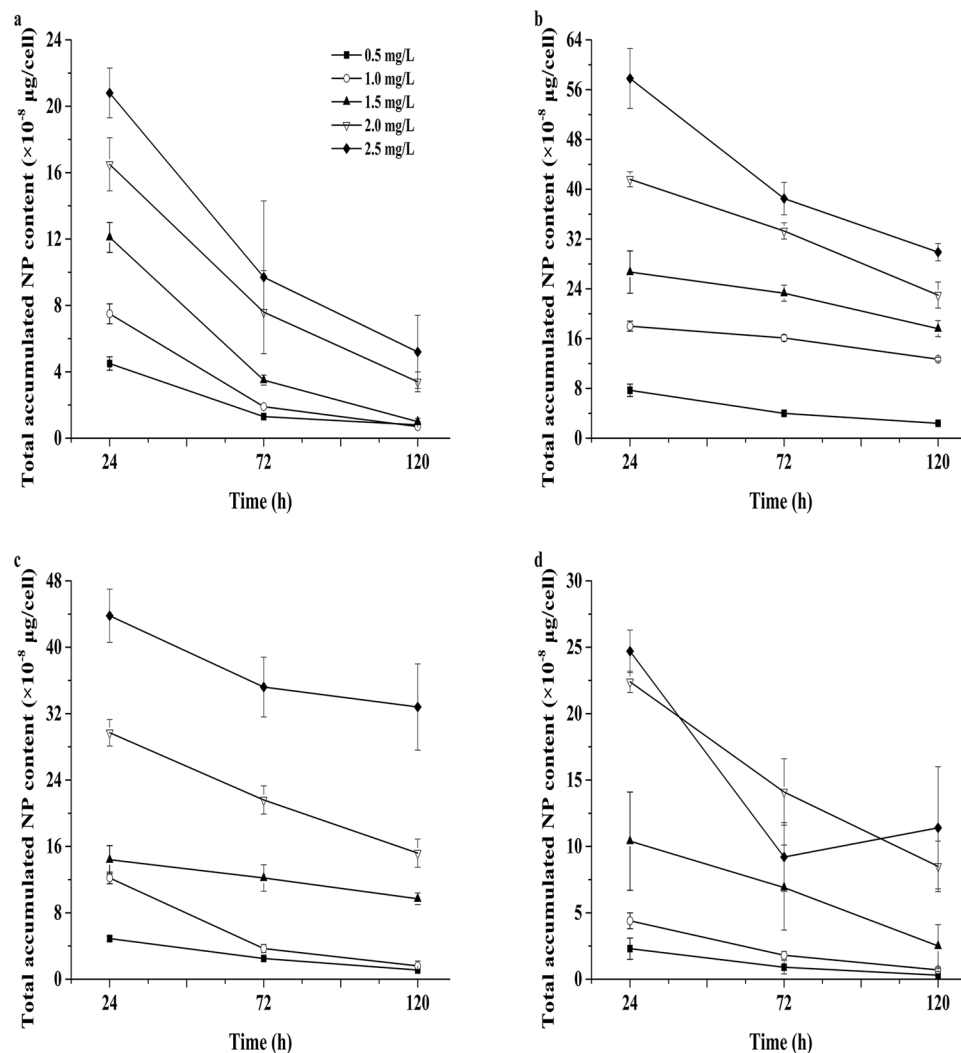 a
Total accumulated NP content (×10⁻⁸ μg/cell)
24
20
16
12
8
4
0
24 72 120
Time (h)
0.5 mg/L
1.0 mg/L
1.5 mg/L
2.0 mg/L
2.5 mg/L
b
Total accumulated NP content (×10⁻⁸ μg/cell)
64
56
48
40
32
24
16
8
0
24 72 120
Time (h)
c
Total accumulated NP content (×10⁻⁸ μg/cell)
48
40
32
24
16
8
0
24 72 120
Time (h)
d
Total accumulated NP content (×10⁻⁸ μg/cell)
30
25
20
15
10
5
0
24 72 120
Time (h)